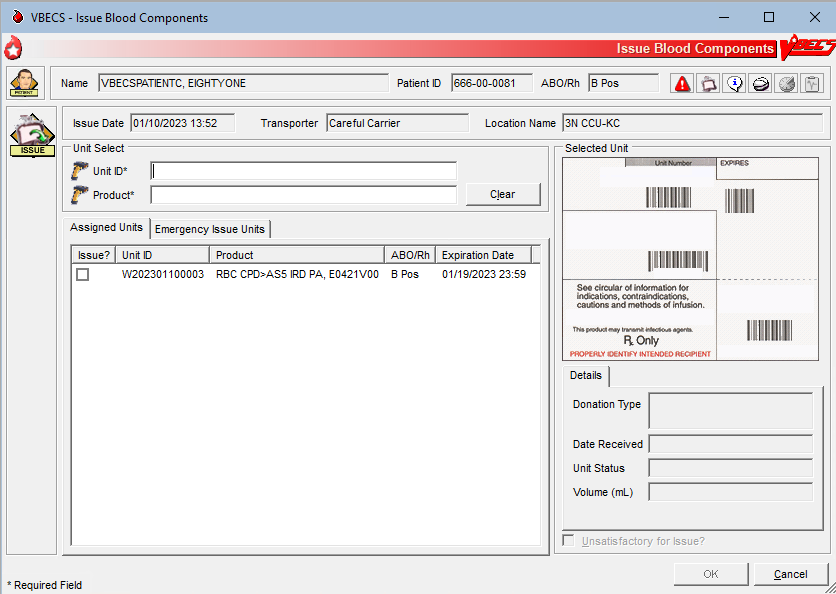 VBECS - Issue Blood Components
Issue Blood Components
VBECS
PATIENT
Name VBECSPATIENTC, EIGHTYONE Patient ID 666-00-0081 ABO/Rh B Pos
ISSUE
Issue Date 01/10/2023 13:52 Transporter Careful Carrier Location Name 3N CCU-KC
Unit Select
Unit ID*
Product*
Clear
Assigned Units Emergency Issue Units
Issue? Unit ID Product ABO/Rh Expiration Date
W202301100003 RBC CPD>AS5 IRD PA, E0421V00 B Pos 01/19/2023 23:59
Selected Unit
Unit Number EXPIRES
See circular of information for
indications, contraindications,
cautions and methods of infusion.
This product may transmit infectious agents.
Rx Only
PROPERLY IDENTIFY INTENDED RECIPIENT
Details
Donation Type
Date Received
Unit Status
Volume (mL)
Unsatisfactory for Issue?
* Required Field
OK Cancel